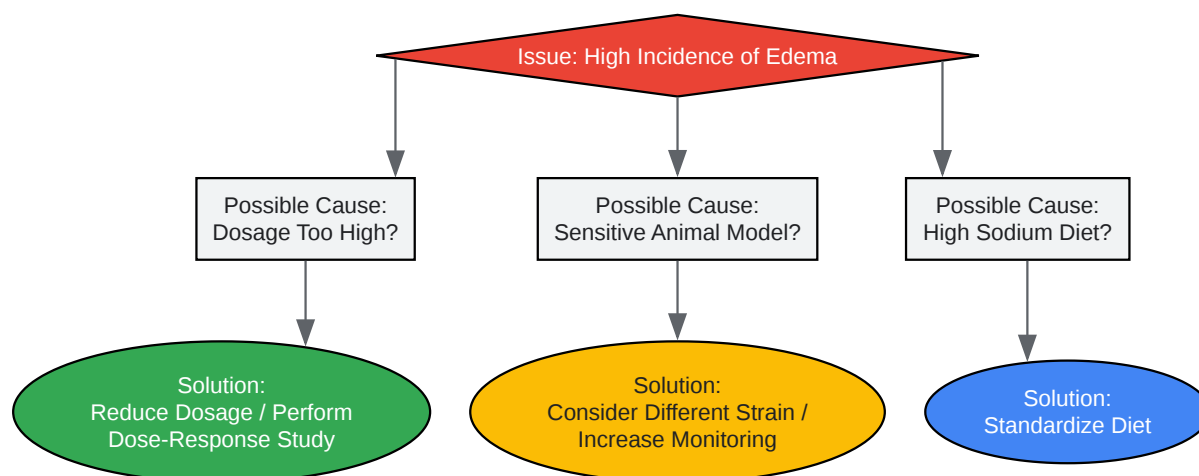 Issue: High Incidence of Edema
Possible Cause:
Dosage Too High?
Possible Cause:
Sensitive Animal Model?
Possible Cause:
High Sodium Diet?
Solution:
Reduce Dosage / Perform
Dose-Response Study
Solution:
Consider Different Strain /
Increase Monitoring
Solution:
Standardize Diet